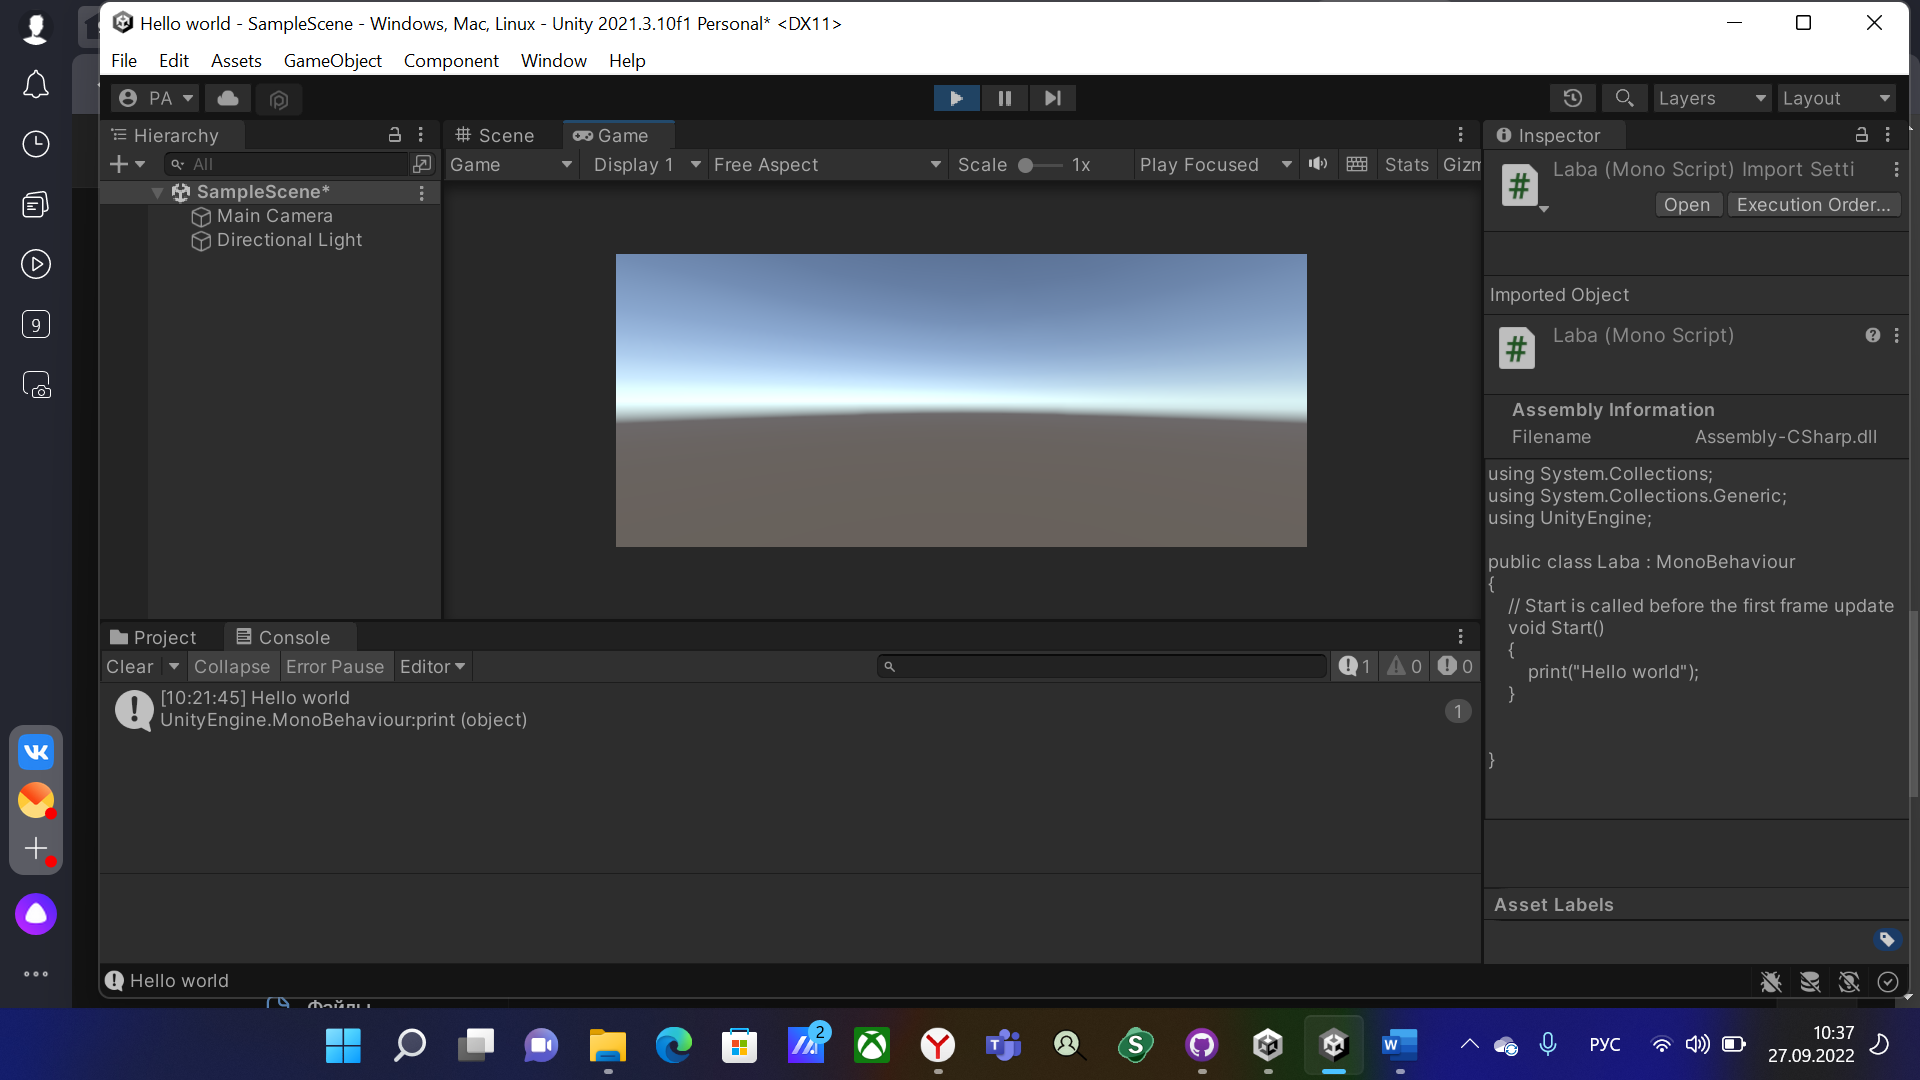 Hello world - SampleScene - Windows, Mac, Linux - Unity 2021.3.10f1 Personal* <DX11>
File Edit Assets GameObject Component Window Help
PA
Layers
Layout
Hierarchy
Scene
Game
Inspector
All
Game
Display 1
Free Aspect
Scale
1x
Play Focused
Stats
Gizm
SampleScene*
Main Camera
Directional Light
Laba (Mono Script) Import Setti
Open
Execution Order...
Imported Object
Laba (Mono Script)
Assembly Information
Filename Assembly-CSharp.dll
using System.Collections;
using System.Collections.Generic;
using UnityEngine;
public class Laba : MonoBehaviour
{
// Start is called before the first frame update
void Start()
{
print("Hello world");
}
}
Asset Labels
Project
Console
Clear
Collapse
Error Pause
Editor
1
0
0
[10:21:45] Hello world
UnityEngine.MonoBehaviour:print (object)
1
Hello world
9
Файлы
2
РУС
10:37
27.09.2022